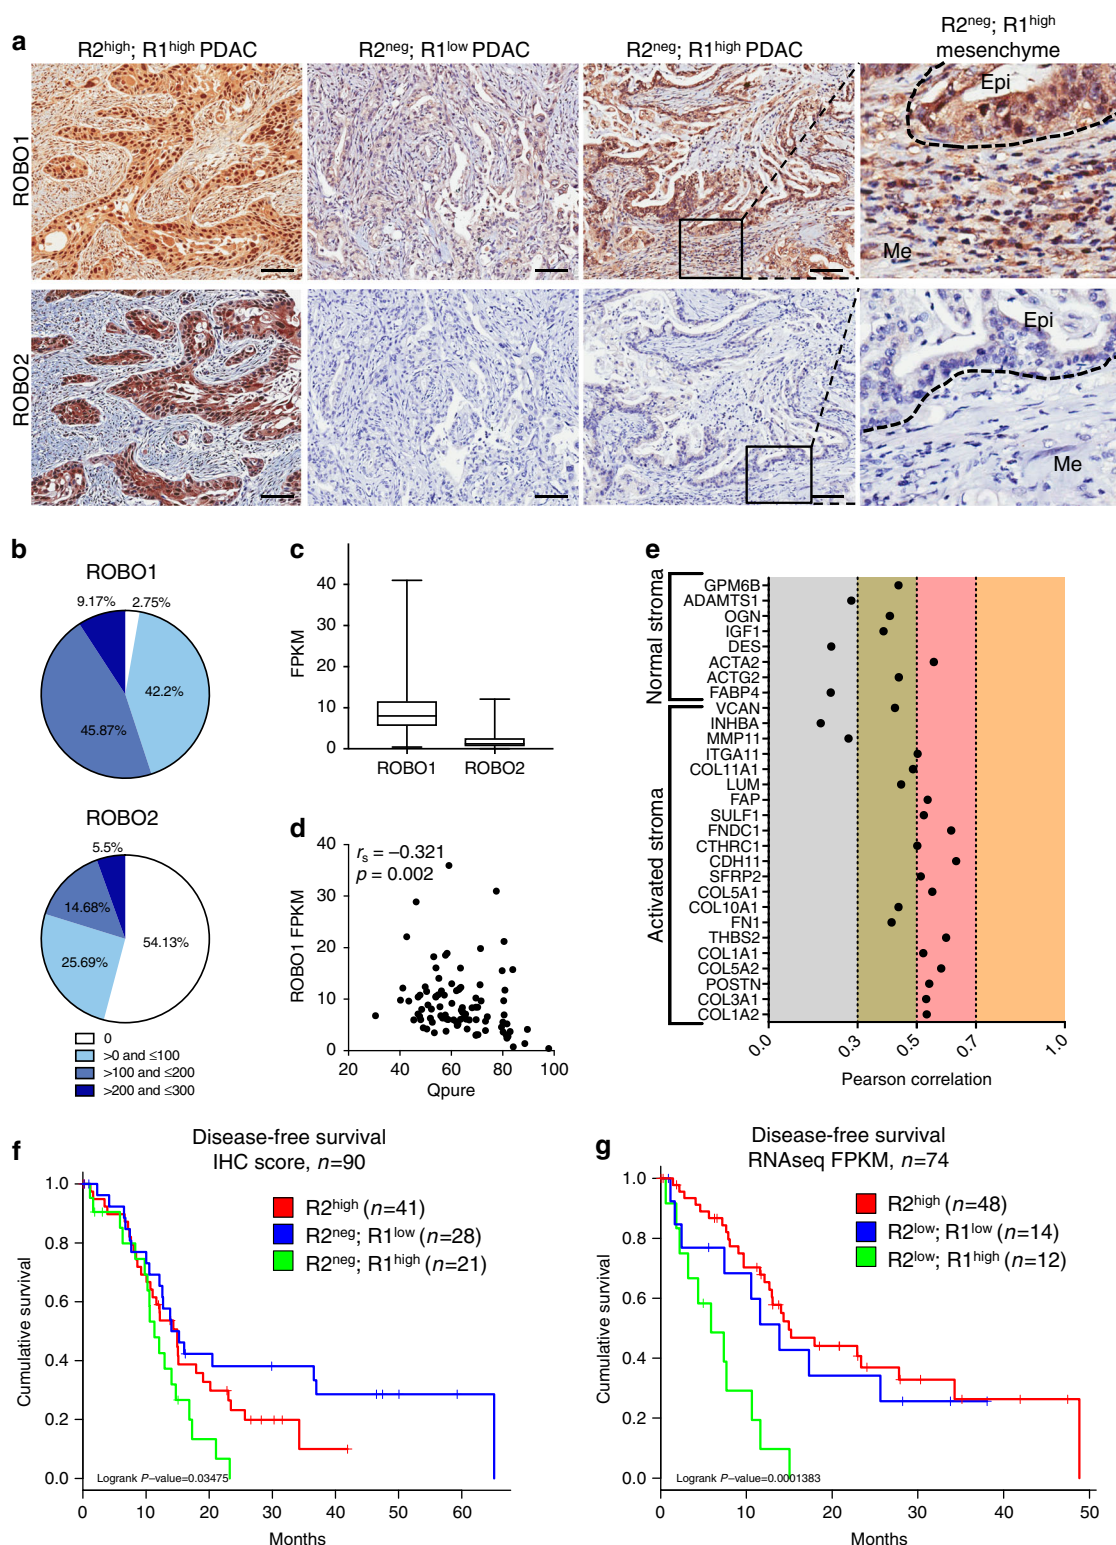 a
R2high; R1high PDAC
R2neg; R1low PDAC
R2neg; R1high PDAC
R2neg; R1high
mesenchyme
ROBO1
Epi
Me
ROBO2
Epi
Me
b
ROBO1
9.17%
2.75%
42.2%
45.87%
ROBO2
5.5%
14.68%
54.13%
25.69%
0
>0 and ≤100
>100 and ≤200
>200 and ≤300
c
FPKM
40
30
20
10
0
ROBO1
ROBO2
d
rs = −0.321
p = 0.002
ROBO1 FPKM
40
30
20
10
0
20
40
60
80
100
Qpure
e
Normal stroma
GPM6B
ADAMTS1
OGN
IGF1
DES
ACTA2
ACTG2
FABP4
Activated stroma
VCAN
INHBA
MMP11
ITGA11
COL11A1
LUM
FAP
SULF1
FNDC1
CTHRC1
CDH11
SFRP2
COL5A1
COL10A1
FN1
THBS2
COL1A1
COL5A2
POSTN
COL3A1
COL1A2
0.0
0.3
0.5
0.7
1.0
Pearson correlation
f
Disease-free survival
IHC score, n=90
R2high (n=41)
R2neg; R1low (n=28)
R2neg; R1high (n=21)
Cumulative survival
1.0
0.8
0.6
0.4
0.2
0.0
Logrank P–value=0.03475
0
10
20
30
40
50
60
Months
g
Disease-free survival
RNAseq FPKM, n=74
R2high (n=48)
R2low; R1low (n=14)
R2low; R1high (n=12)
Cumulative survival
1.0
0.8
0.6
0.4
0.2
0.0
Logrank P–value=0.0001383
0
10
20
30
40
50
Months